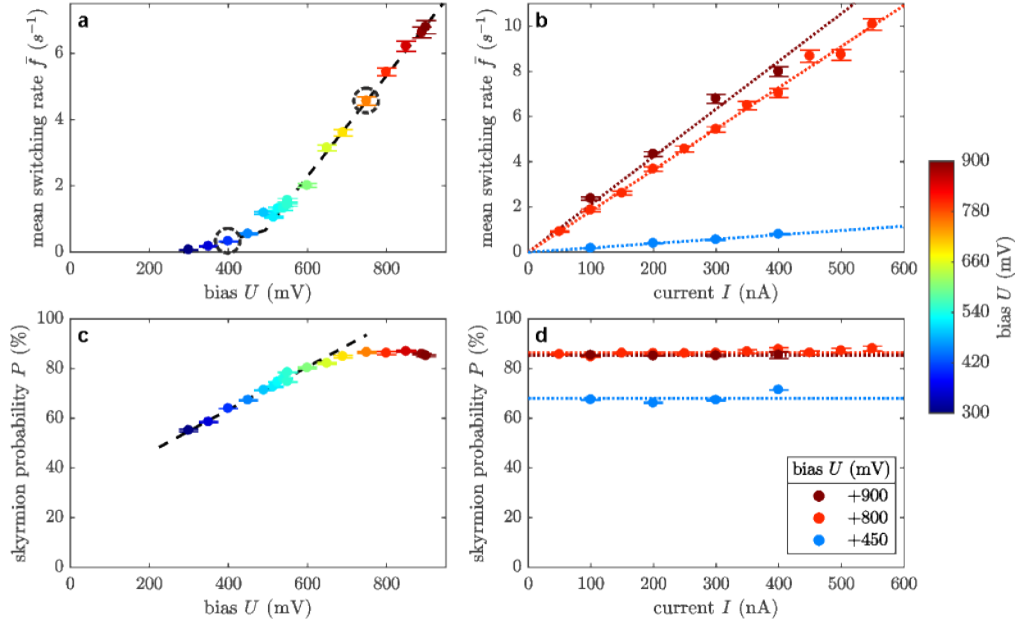 a
mean switching rate f̄ (s⁻¹)
6
4
2
0
0 200 400 600 800
bias U (mV)
b
mean switching rate f̄ (s⁻¹)
10
8
6
4
2
0
0 100 200 300 400 500 600
current I (nA)
c
skyrmion probability P (%)
100
80
60
40
20
0
0 200 400 600 800
bias U (mV)
d
skyrmion probability P (%)
100
80
60
40
20
0
0 100 200 300 400 500 600
current I (nA)
bias U (mV)
+900
+800
+450
900
780
660
540
420
300
bias U (mV)